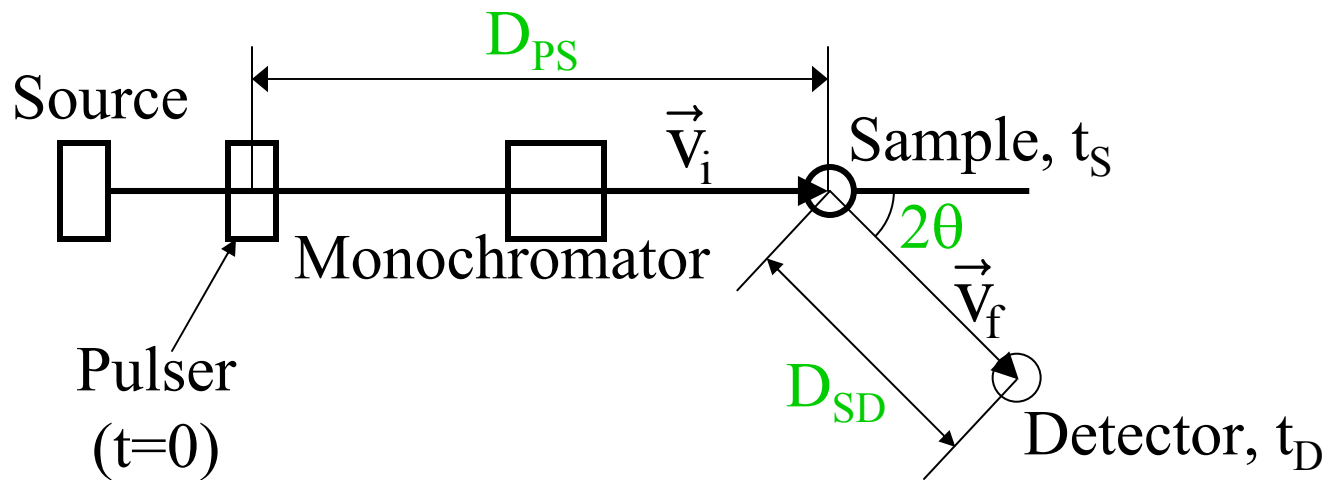 D_PS
Source
v⃗_i
Sample, t_S
2θ
Monochromator
v⃗_f
Pulser
(t=0)
D_SD
Detector, t_D